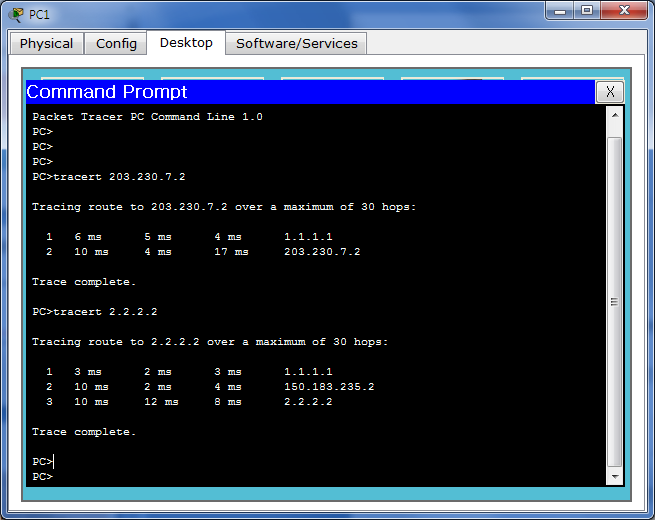 PC1
Physical Config Desktop Software/Services
Command Prompt X
Packet Tracer PC Command Line 1.0
PC>
PC>
PC>
PC>tracert 203.230.7.2
Tracing route to 203.230.7.2 over a maximum of 30 hops:
1 6 ms 5 ms 4 ms 1.1.1.1
2 10 ms 4 ms 17 ms 203.230.7.2
Trace complete.
PC>tracert 2.2.2.2
Tracing route to 2.2.2.2 over a maximum of 30 hops:
1 3 ms 2 ms 3 ms 1.1.1.1
2 10 ms 2 ms 4 ms 150.183.235.2
3 10 ms 12 ms 8 ms 2.2.2.2
Trace complete.
PC>
PC>